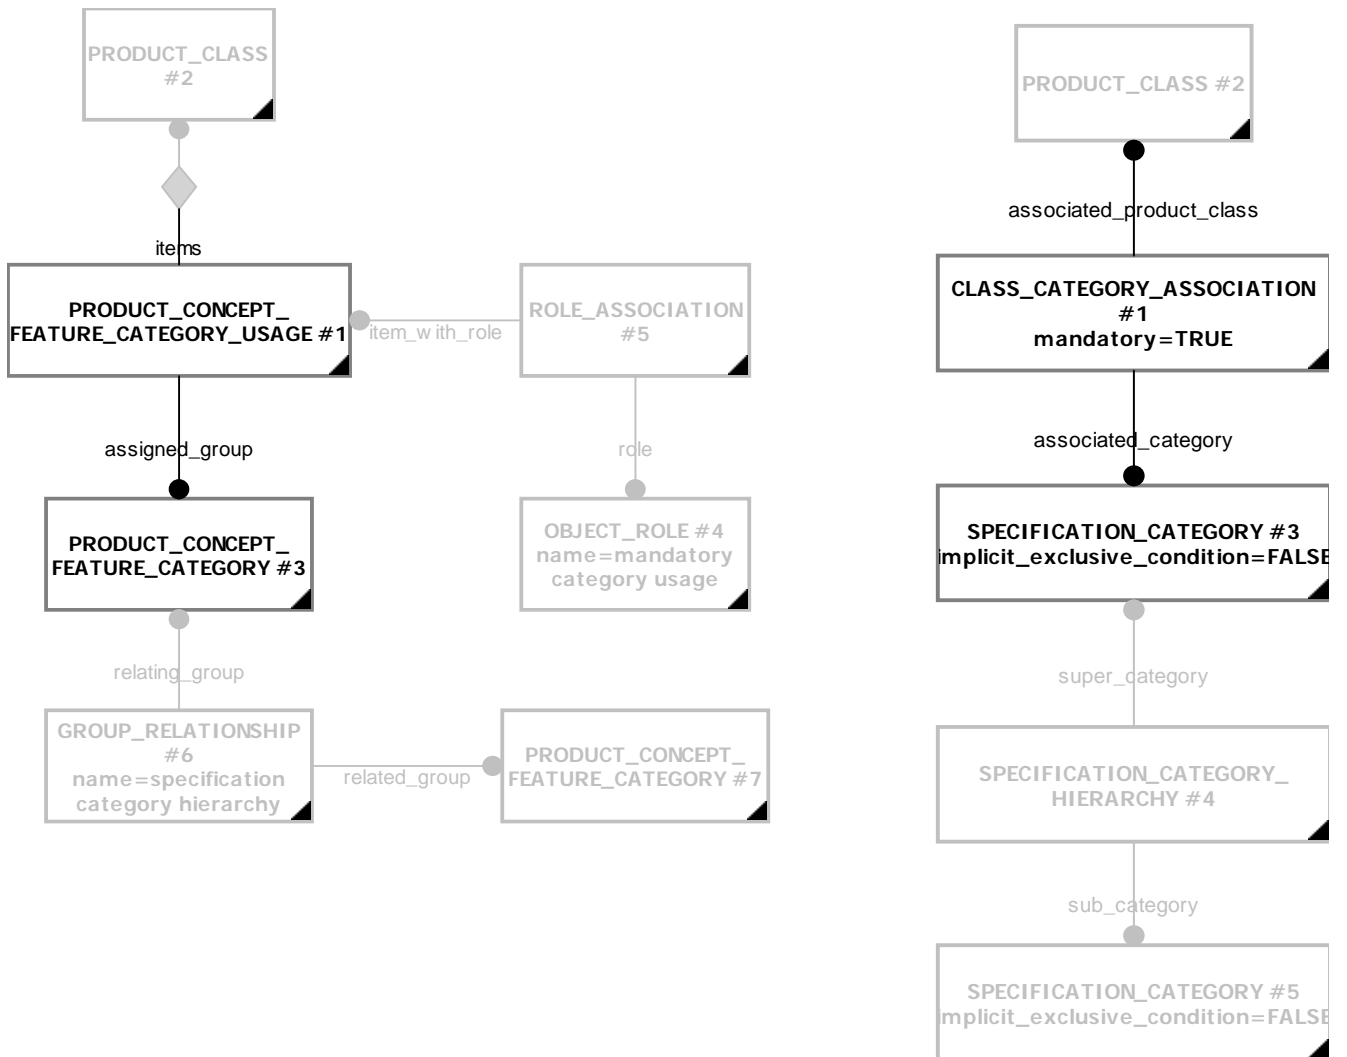 PRODUCT_CLASS
#2
items
PRODUCT_CONCEPT_
FEATURE_CATEGORY_USAGE #1
item_with_role
ROLE_ASSOCIATION
#5
assigned_group
role
PRODUCT_CONCEPT_
FEATURE_CATEGORY #3
OBJECT_ROLE #4
name=mandatory
category usage
relating_group
GROUP_RELATIONSHIP
#6
name=specification
category hierarchy
related_group
PRODUCT_CONCEPT_
FEATURE_CATEGORY #7
PRODUCT_CLASS #2
associated_product_class
CLASS_CATEGORY_ASSOCIATION
#1
mandatory=TRUE
associated_category
SPECIFICATION_CATEGORY #3
implicit_exclusive_condition=FALSE
super_category
SPECIFICATION_CATEGORY_
HIERARCHY #4
sub_category
SPECIFICATION_CATEGORY #5
implicit_exclusive_condition=FALSE